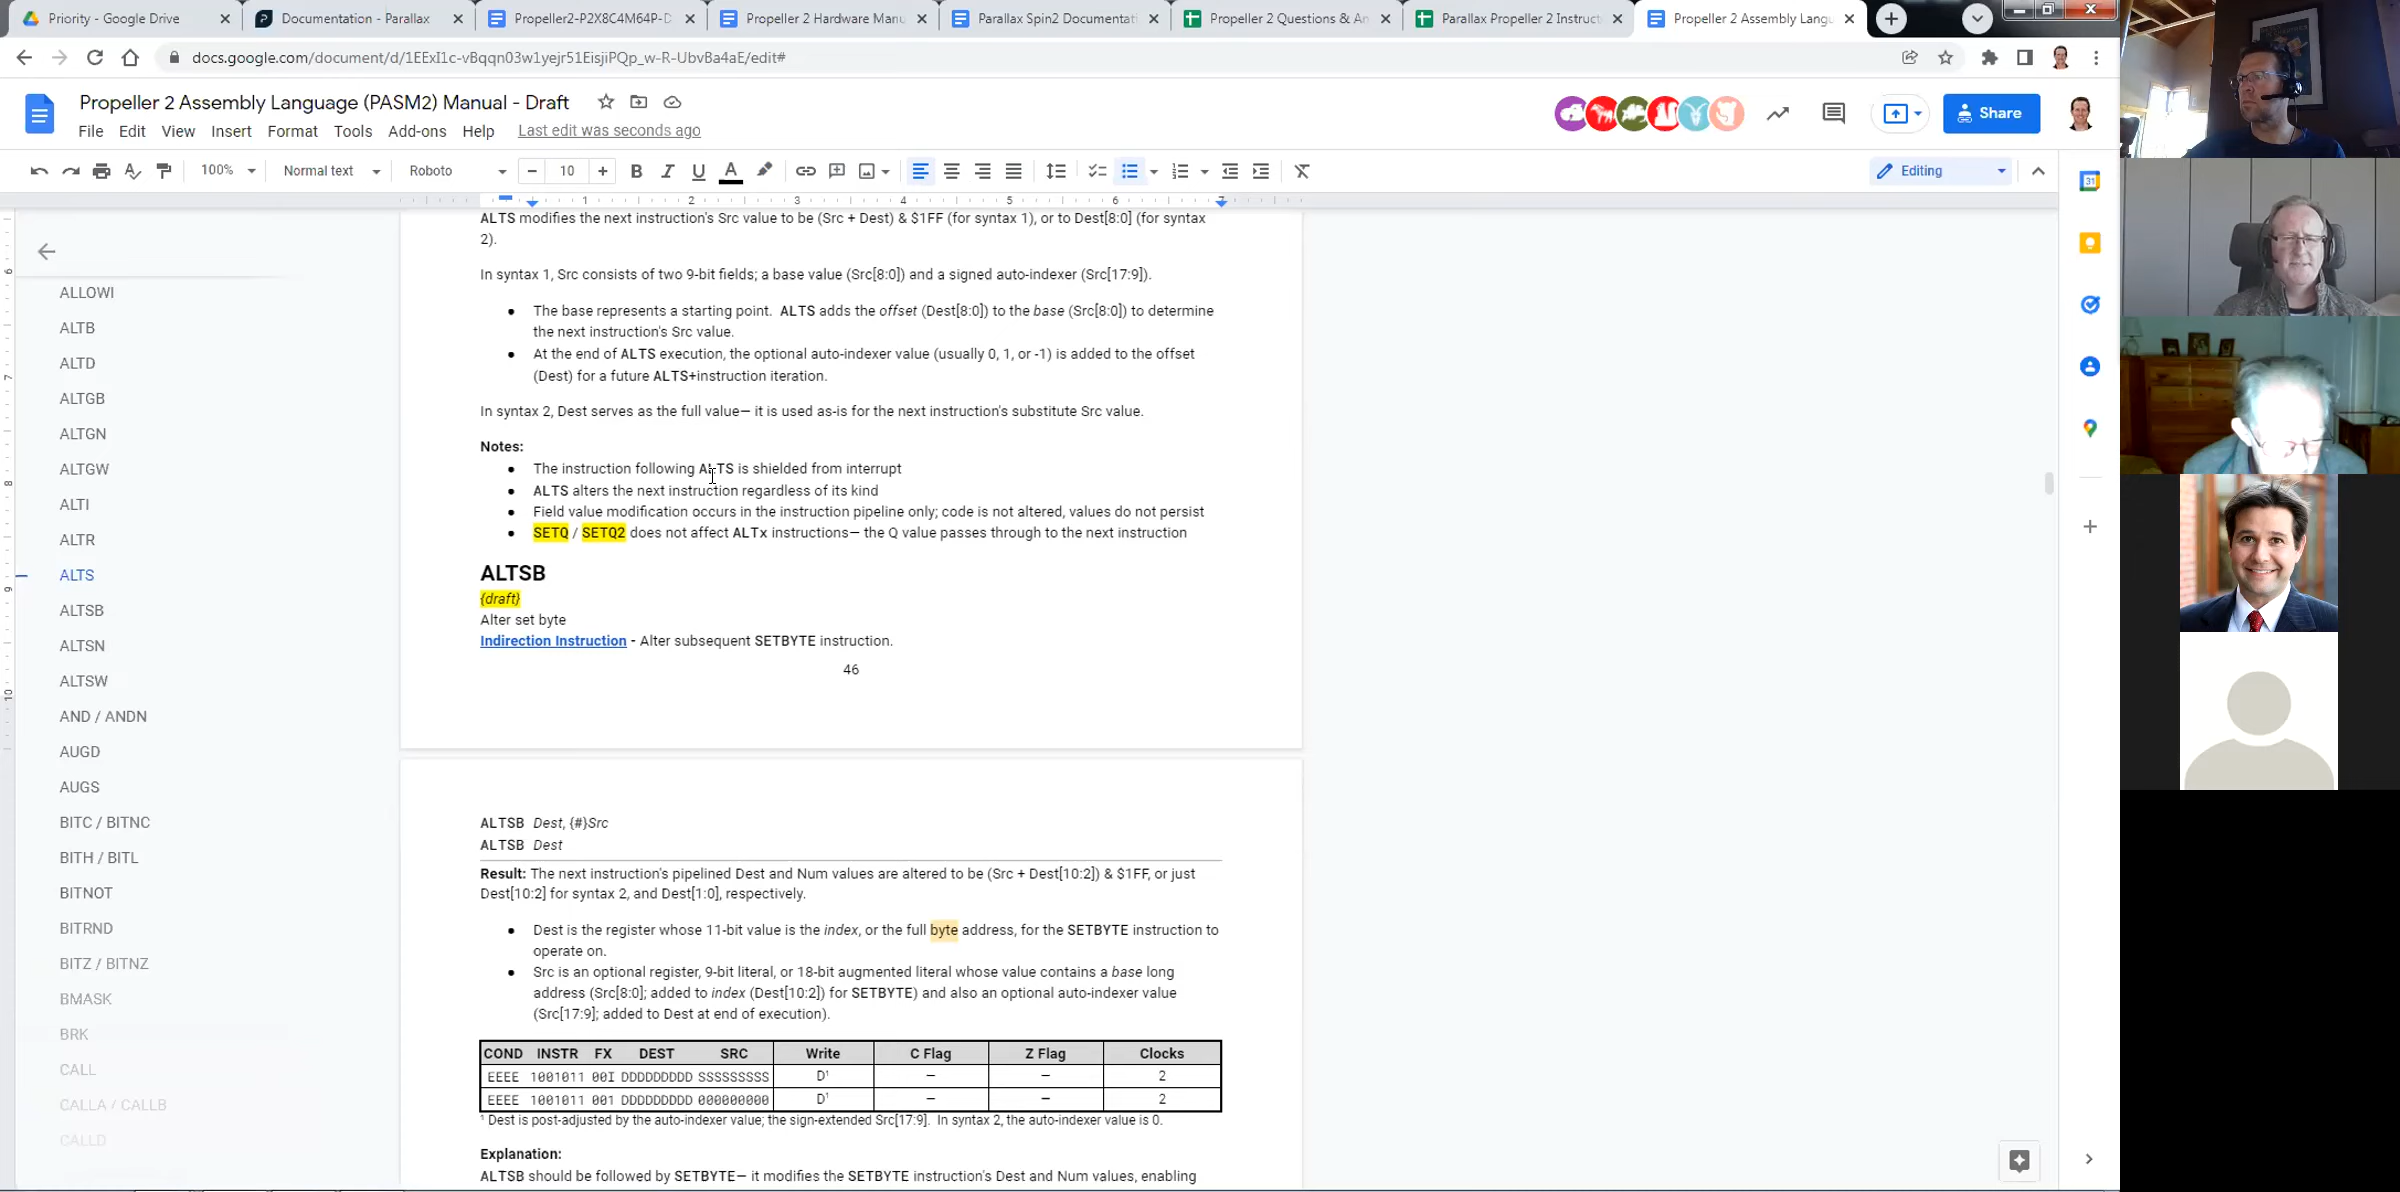 Priority - Google Drive
Documentation - Parallax
Propeller2-P2X8C4M64P-D
Propeller 2 Hardware Manu
Parallax Spin2 Documentati
Propeller 2 Questions & An
Parallax Propeller 2 Instruct
Propeller 2 Assembly Langu
docs.google.com/document/d/1EExI1c-vBqqn03w1yejr51EisjiPQp_w-R-UbvBa4aE/edit#
Propeller 2 Assembly Language (PASM2) Manual - Draft
File Edit View Insert Format Tools Add-ons Help Last edit was seconds ago
Share
100% Normal text Roboto 10 B I U A Editing
1 2 3 4 5 6 7
6
7
8
9
10
31
ALLOWI
ALTB
ALTD
ALTGB
ALTGN
ALTGW
ALTI
ALTR
ALTS
ALTSB
ALTSN
ALTSW
AND / ANDN
AUGD
AUGS
BITC / BITNC
BITH / BITL
BITNOT
BITRND
BITZ / BITNZ
BMASK
BRK
CALL
CALLA / CALLB
CALLD
ALTS modifies the next instruction's Src value to be (Src + Dest) & $1FF (for syntax 1), or to Dest[8:0] (for syntax
2).
In syntax 1, Src consists of two 9-bit fields; a base value (Src[8:0]) and a signed auto-indexer (Src[17:9]).
● The base represents a starting point. ALTS adds the offset (Dest[8:0]) to the base (Src[8:0]) to determine
the next instruction's Src value.
● At the end of ALTS execution, the optional auto-indexer value (usually 0, 1, or -1) is added to the offset
(Dest) for a future ALTS+instruction iteration.
In syntax 2, Dest serves as the full value— it is used as-is for the next instruction's substitute Src value.
Notes:
● The instruction following ALTS is shielded from interrupt
● ALTS alters the next instruction regardless of its kind
● Field value modification occurs in the instruction pipeline only; code is not altered, values do not persist
● SETQ / SETQ2 does not affect ALTx instructions— the Q value passes through to the next instruction
ALTSB
{draft}
Alter set byte
Indirection Instruction - Alter subsequent SETBYTE instruction.
46
ALTSB Dest, {#}Src
ALTSB Dest
Result: The next instruction's pipelined Dest and Num values are altered to be (Src + Dest[10:2]) & $1FF, or just
Dest[10:2] for syntax 2, and Dest[1:0], respectively.
● Dest is the register whose 11-bit value is the index, or the full byte address, for the SETBYTE instruction to
operate on.
● Src is an optional register, 9-bit literal, or 18-bit augmented literal whose value contains a base long
address (Src[8:0]; added to index (Dest[10:2]) for SETBYTE) and also an optional auto-indexer value
(Src[17:9]; added to Dest at end of execution).
COND INSTR FX DEST SRC Write C Flag Z Flag Clocks
EEEE 1001011 00I DDDDDDDDD SSSSSSSSS D¹ — — 2
EEEE 1001011 001 DDDDDDDDD 000000000 D¹ — — 2
¹ Dest is post-adjusted by the auto-indexer value; the sign-extended Src[17:9]. In syntax 2, the auto-indexer value is 0.
Explanation:
ALTSB should be followed by SETBYTE— it modifies the SETBYTE instruction's Dest and Num values, enabling